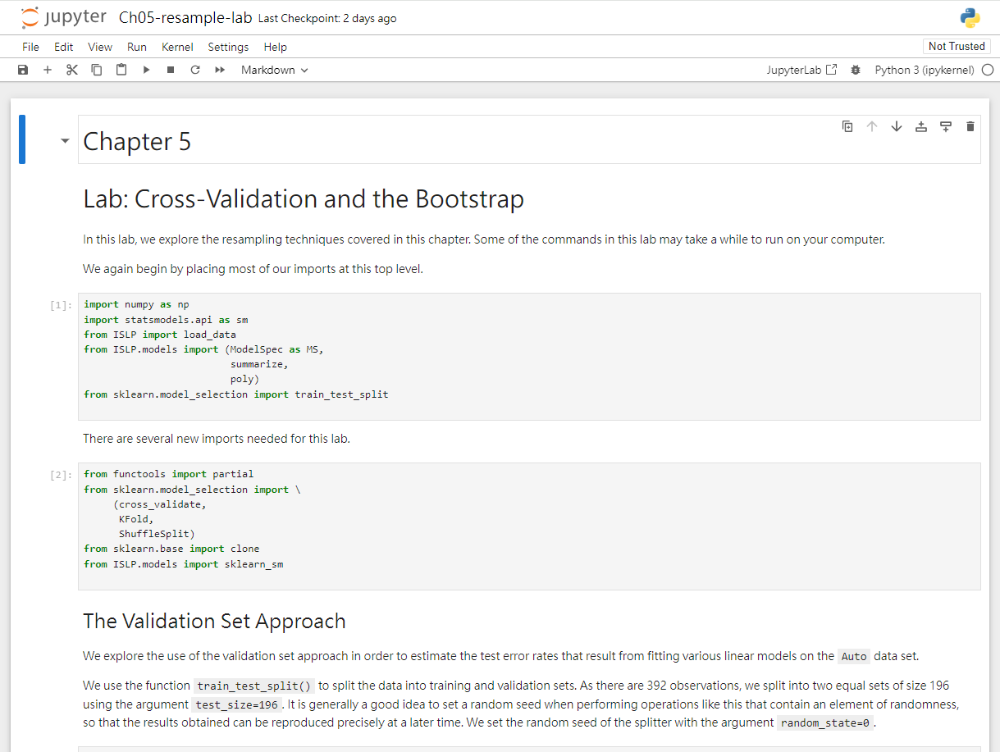 jupyter Ch05-resample-lab Last Checkpoint: 2 days ago
File Edit View Run Kernel Settings Help Not Trusted
Markdown JupyterLab Python 3 (ipykernel)
Chapter 5
Lab: Cross-Validation and the Bootstrap
In this lab, we explore the resampling techniques covered in this chapter. Some of the commands in this lab may take a while to run on your computer.
We again begin by placing most of our imports at this top level.
[1]: import numpy as np
import statsmodels.api as sm
from ISLP import load_data
from ISLP.models import (ModelSpec as MS,
summarize,
poly)
from sklearn.model_selection import train_test_split
There are several new imports needed for this lab.
[2]: from functools import partial
from sklearn.model_selection import \
(cross_validate,
KFold,
ShuffleSplit)
from sklearn.base import clone
from ISLP.models import sklearn_sm
The Validation Set Approach
We explore the use of the validation set approach in order to estimate the test error rates that result from fitting various linear models on the Auto data set.
We use the function train_test_split() to split the data into training and validation sets. As there are 392 observations, we split into two equal sets of size 196
using the argument test_size=196. It is generally a good idea to set a random seed when performing operations like this that contain an element of randomness,
so that the results obtained can be reproduced precisely at a later time. We set the random seed of the splitter with the argument random_state=0.